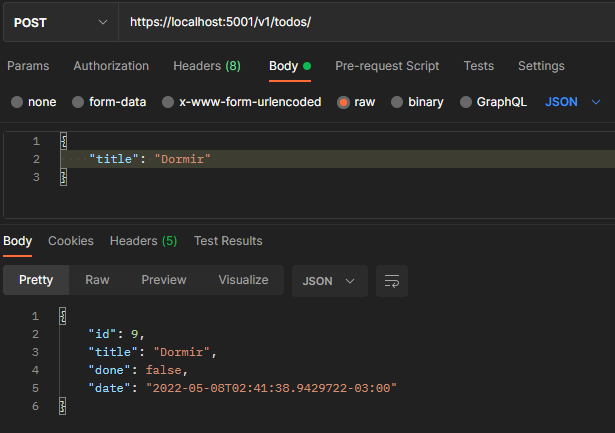 POST https://localhost:5001/v1/todos/
Params Authorization Headers (8) Body Pre-request Script Tests Settings
none form-data x-www-form-urlencoded raw binary GraphQL JSON
1 {
2 "title": "Dormir"
3 }
Body Cookies Headers (5) Test Results
Pretty Raw Preview Visualize JSON
1 {
2 "id": 9,
3 "title": "Dormir",
4 "done": false,
5 "date": "2022-05-08T02:41:38.9429722-03:00"
6 }